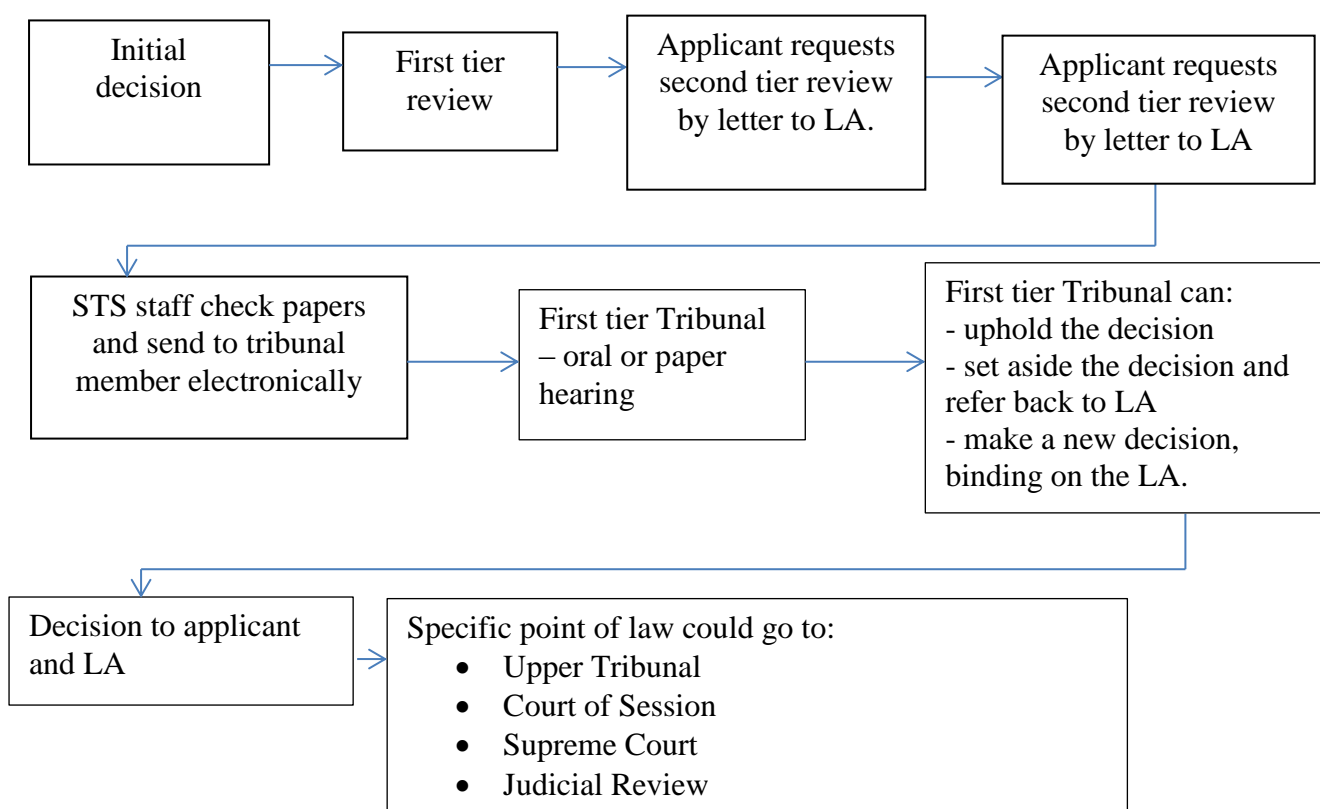 Initial
decision
First tier
review
Applicant requests
second tier review
by letter to LA.
Applicant requests
second tier review
by letter to LA
STS staff check papers
and send to tribunal
member electronically
First tier Tribunal
– oral or paper
hearing
First tier Tribunal can:
- uphold the decision
- set aside the decision and
refer back to LA
- make a new decision,
binding on the LA.
Decision to applicant
and LA
Specific point of law could go to:
• Upper Tribunal
• Court of Session
• Supreme Court
• Judicial Review